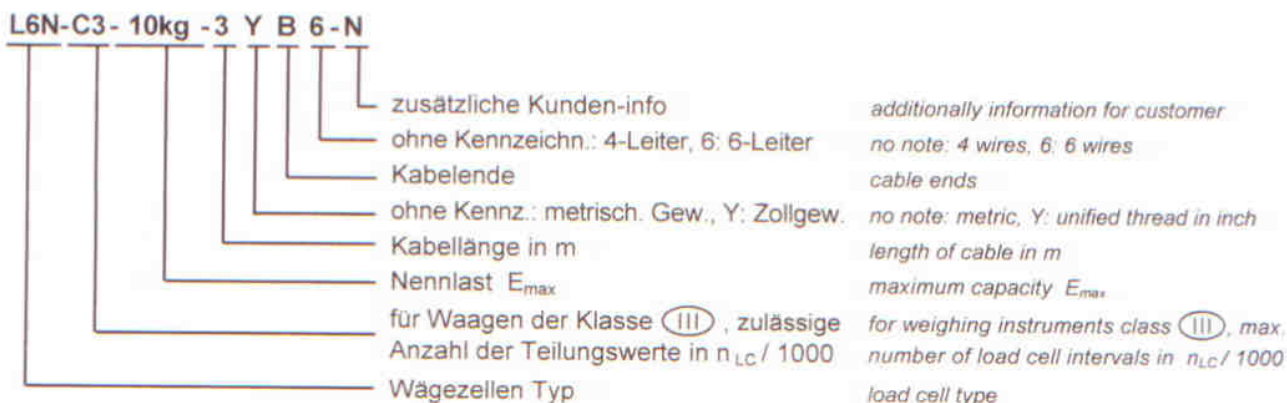 L6N-C3-10kg-3 Y B 6-N
zusätzliche Kunden-info additionally information for customer
ohne Kennzeichn.: 4-Leiter, 6: 6-Leiter no note: 4 wires, 6: 6 wires
Kabelende cable ends
ohne Kennz.: metrisch. Gew., Y: Zollgew. no note: metric, Y: unified thread in inch
Kabellänge in m length of cable in m
Nennlast Emax maximum capacity Emax
für Waagen der Klasse III , zulässige for weighing instruments class III, max.
Anzahl der Teilungswerte in nLC / 1000 number of load cell intervals in nLC / 1000
Wägezellen Typ load cell type